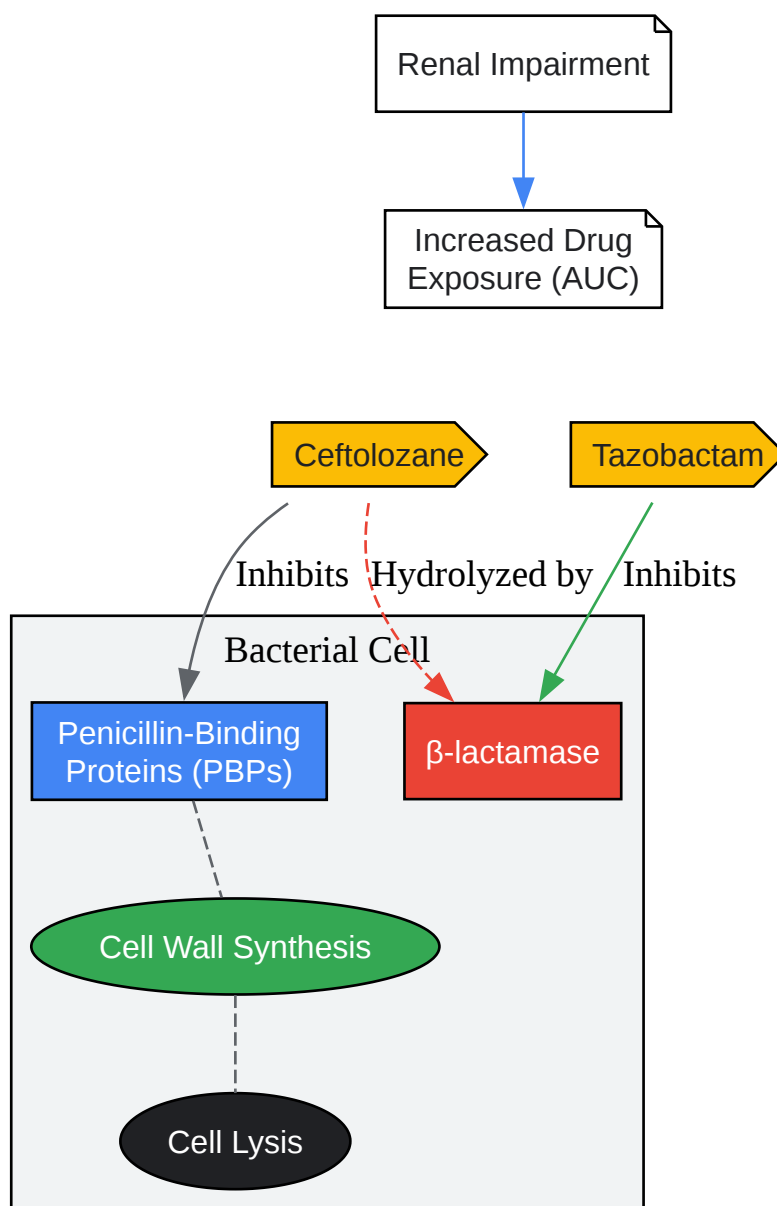 Renal Impairment
Increased Drug
Exposure (AUC)
Ceftolozane
Tazobactam
Inhibits
Hydrolyzed by
Inhibits
Bacterial Cell
Penicillin-Binding
Proteins (PBPs)
β-lactamase
Cell Wall Synthesis
Cell Lysis